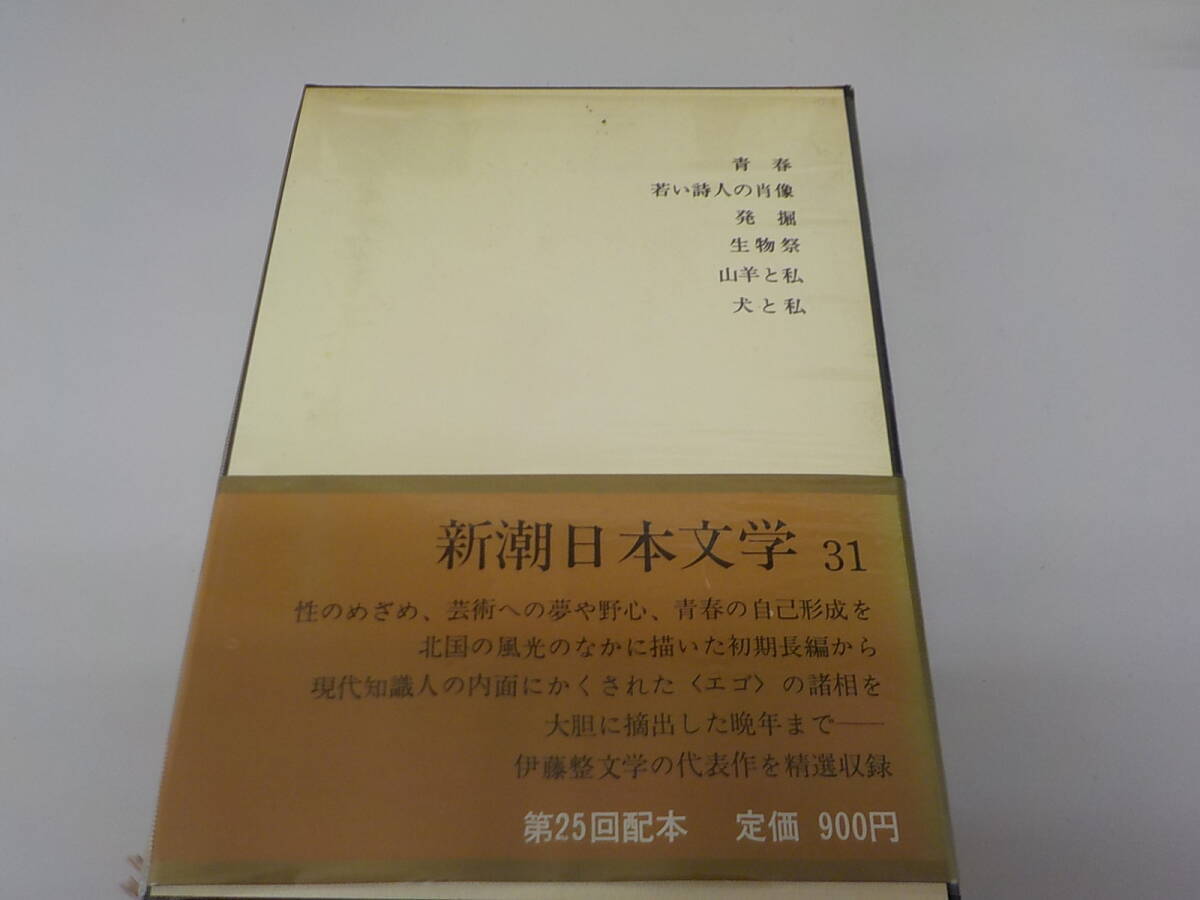 青春
若い詩人の肖像
発掘
生物祭
山羊と私
犬と私
新潮日本文学 31
性のめざめ、芸術への夢や野心、青春の自己形成を
北国の風光のなかに描いた初期長編から
現代知識人の内面にかくされた〈エゴ〉の諸相を
大胆に摘出した晩年まで――
伊藤整文学の代表作を精選収録
第25回配本 定価 900円